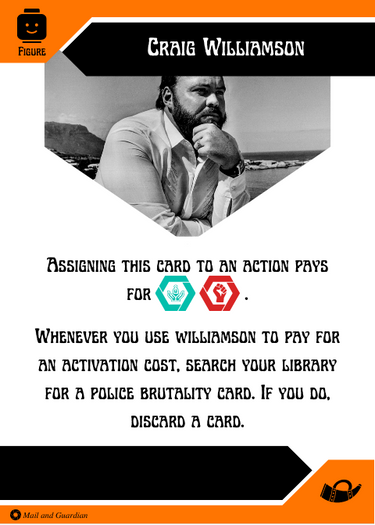 Figure
Craig Williamson
Assigning this card to an action pays
for .
Whenever you use williamson to pay for
an activation cost, search your library
for a police brutality card. If you do,
discard a card.
Mail and Guardian